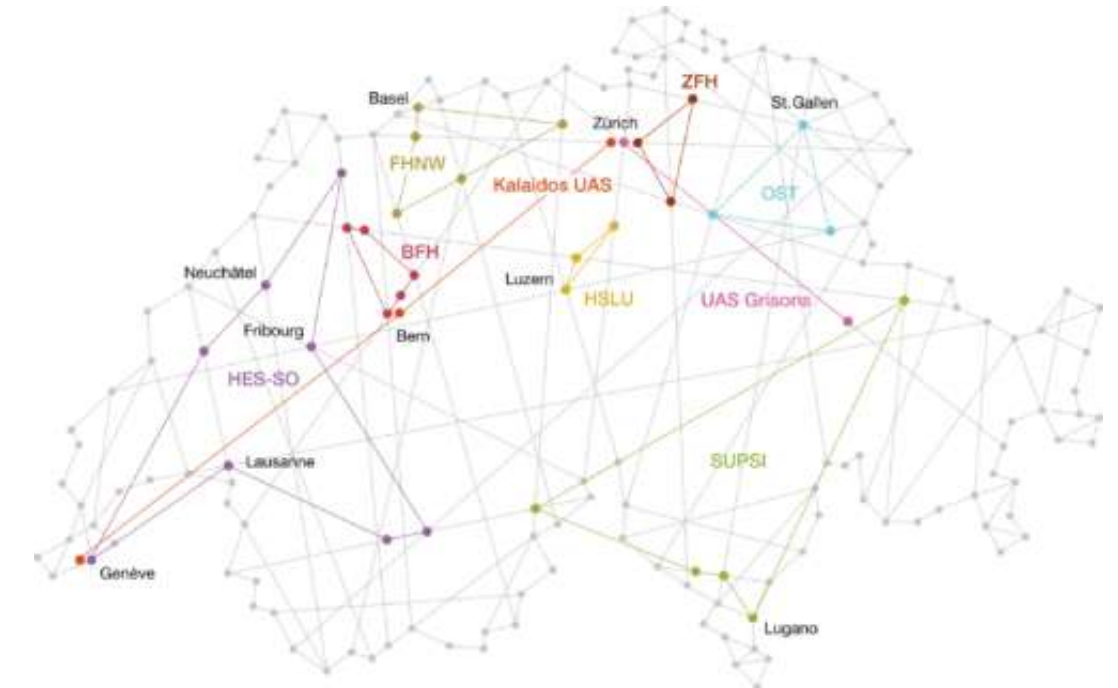 ZFH
Basel
St. Gallen
Zürich
FHNW
Kalaidos UAS
OST
BFH
Neuchâtel
Luzern
HSLU
UAS Grisons
Fribourg
Bern
HES-SO
Lausanne
SUPSI
Genève
Lugano